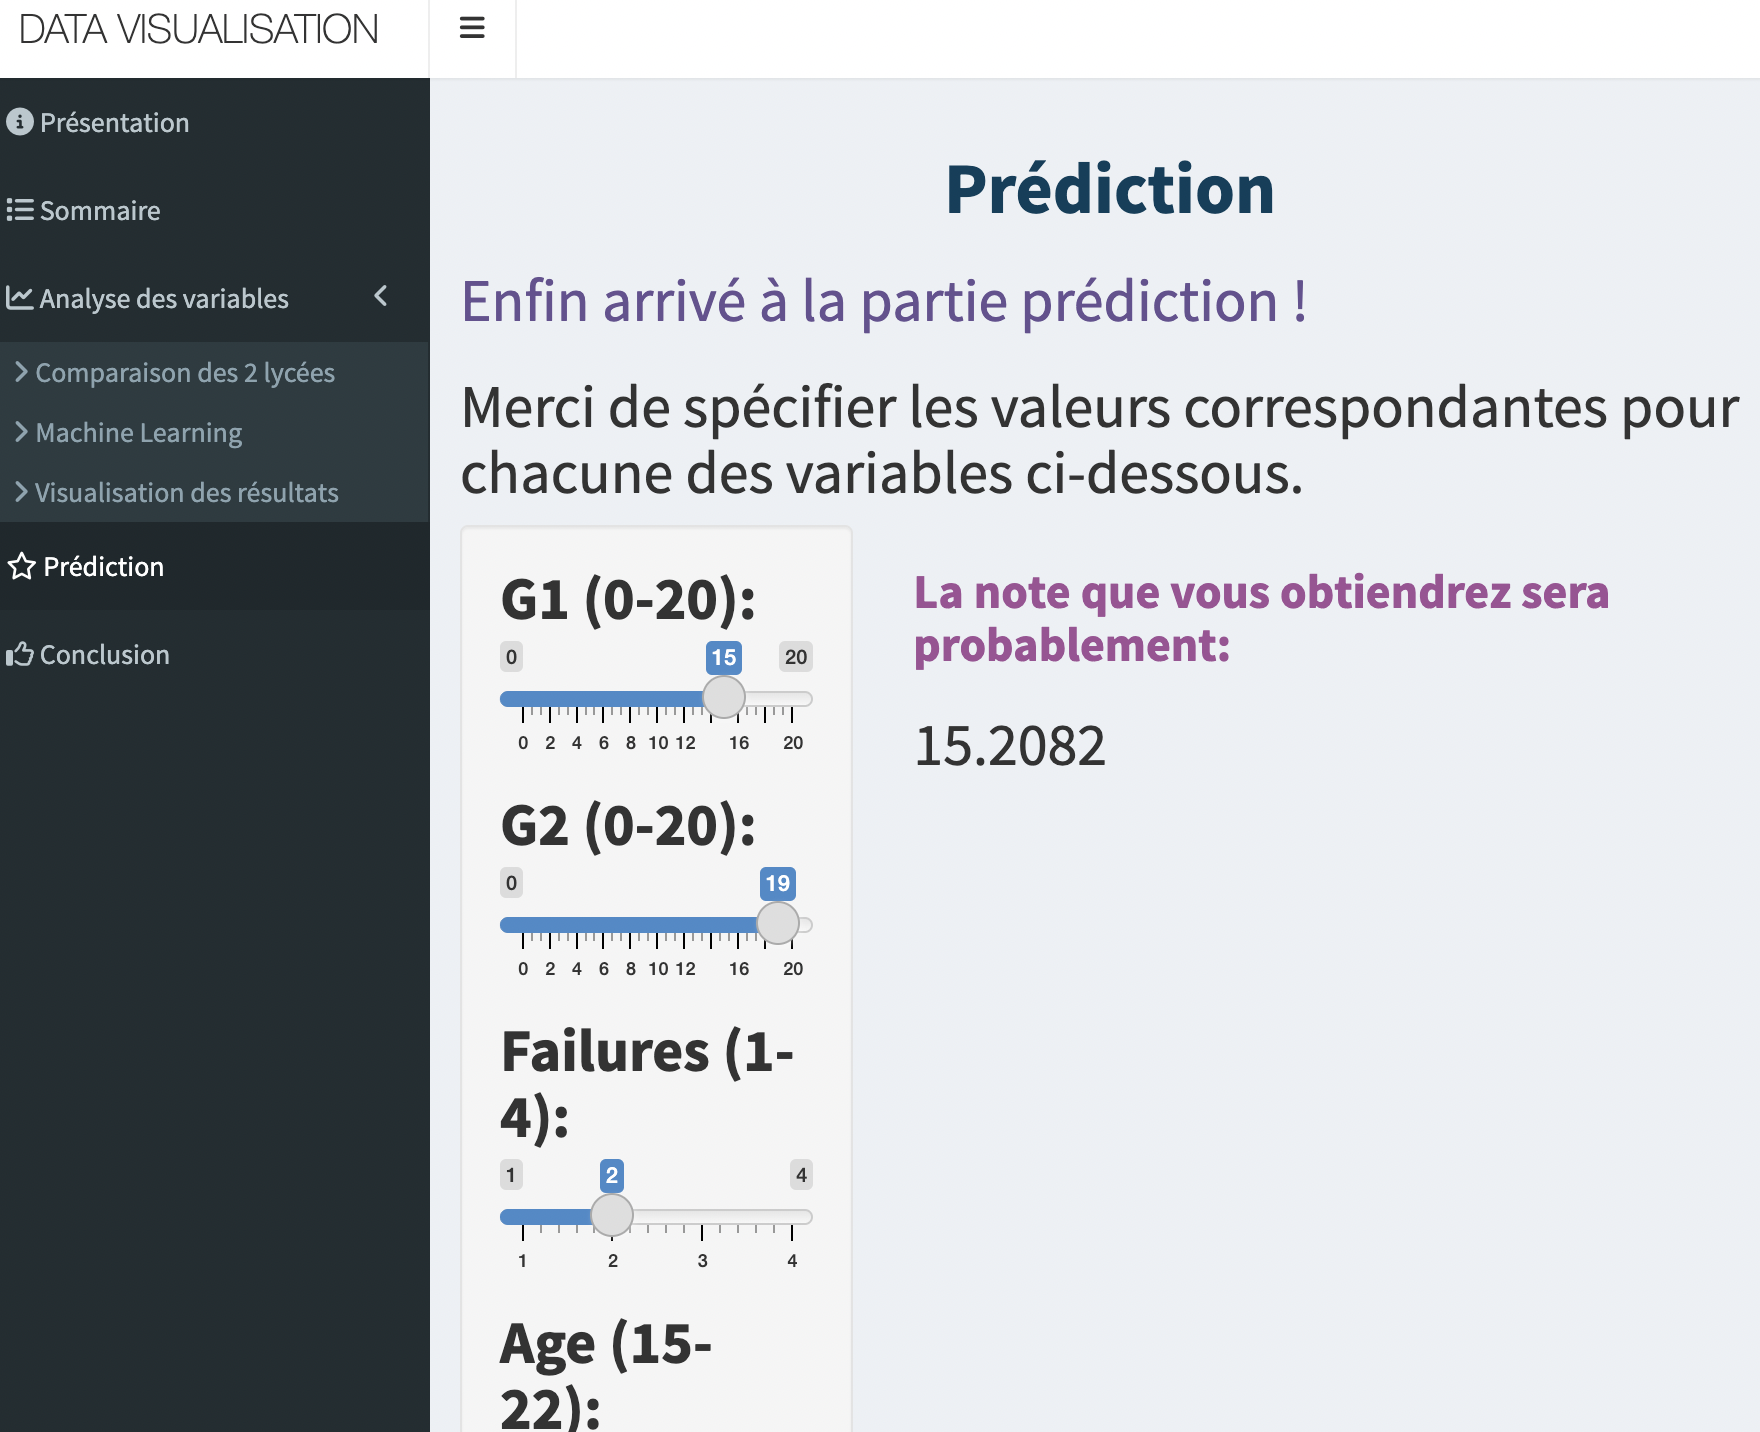 DATA VISUALISATION
Présentation
Sommaire
Analyse des variables
Comparaison des 2 lycées
Machine Learning
Visualisation des résultats
Prédiction
Conclusion
Prédiction
Enfin arrivé à la partie prédiction !
Merci de spécifier les valeurs correspondantes pour
chacune des variables ci-dessous.
G1 (0-20):
0 15 20
0 2 4 6 8 10 12 16 20
G2 (0-20):
0 19
0 2 4 6 8 10 12 16 20
Failures (1-
4):
1 2 4
1 2 3 4
Age (15-
22):
La note que vous obtiendrez sera
probablement:
15.2082